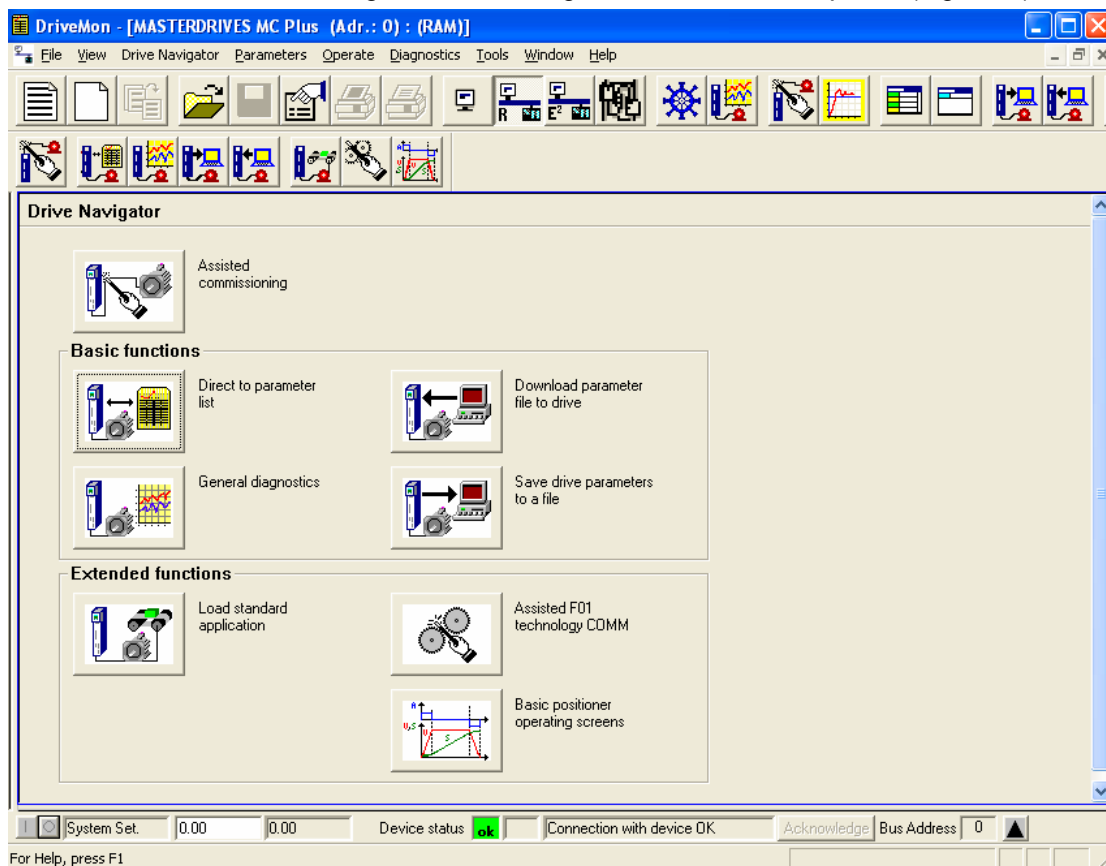 DriveMon - [MASTERDRIVES MC Plus (Adr.: 0) : (RAM)]
File View Drive Navigator Parameters Operate Diagnostics Tools Window Help
R E²
Drive Navigator
Assisted
commissioning
Basic functions
Direct to parameter
list
Download parameter
file to drive
General diagnostics
Save drive parameters
to a file
Extended functions
Load standard
application
Assisted F01
technology COMM
Basic positioner
operating screens
System Set. 0.00 0.00 Device status ok Connection with device OK Acknowledge Bus Address 0
For Help, press F1